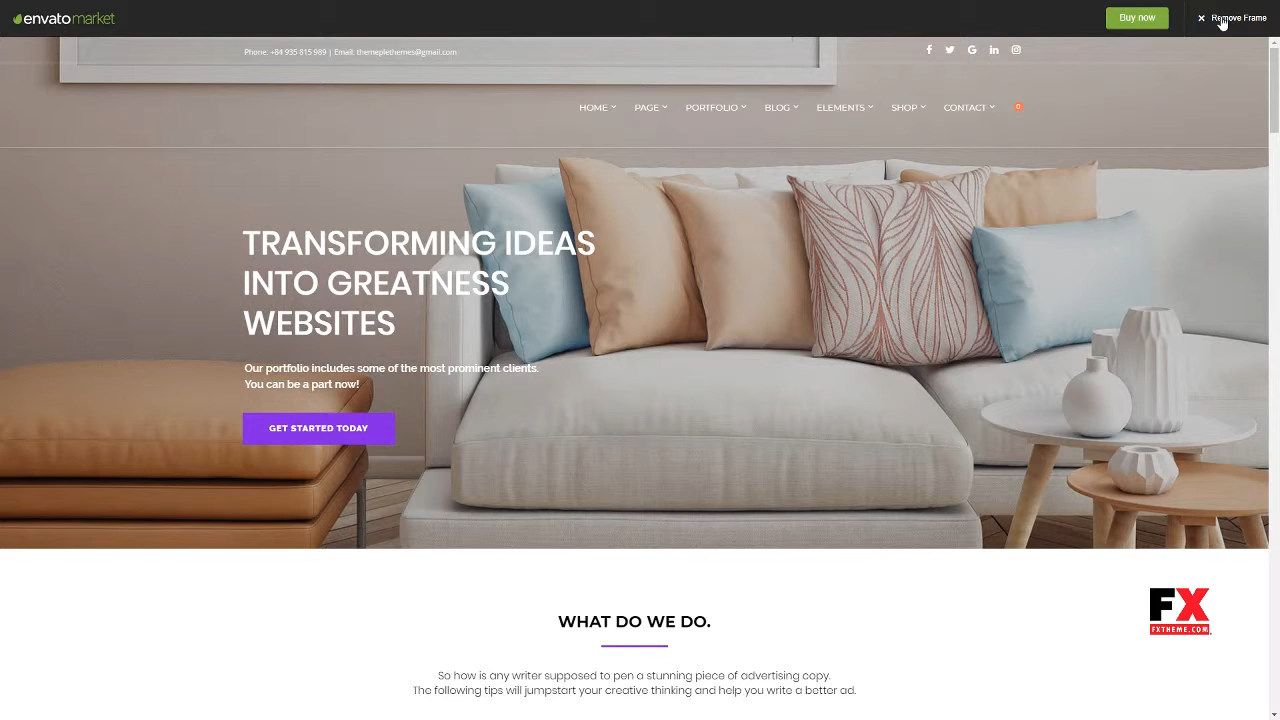 envato market
Buy now
× Remove Frame
Phone: +84 935 815 989 | Email: themeplethemes@gmail.com
HOME PAGE PORTFOLIO BLOG ELEMENTS SHOP CONTACT 0
TRANSFORMING IDEAS
INTO GREATNESS
WEBSITES
Our portfolio includes some of the most prominent clients.
You can be a part now!
GET STARTED TODAY
FX
FXTHEME.COM
WHAT DO WE DO.
So how is any writer supposed to pen a stunning piece of advertising copy.
The following tips will jumpstart your creative thinking and help you write a better ad.